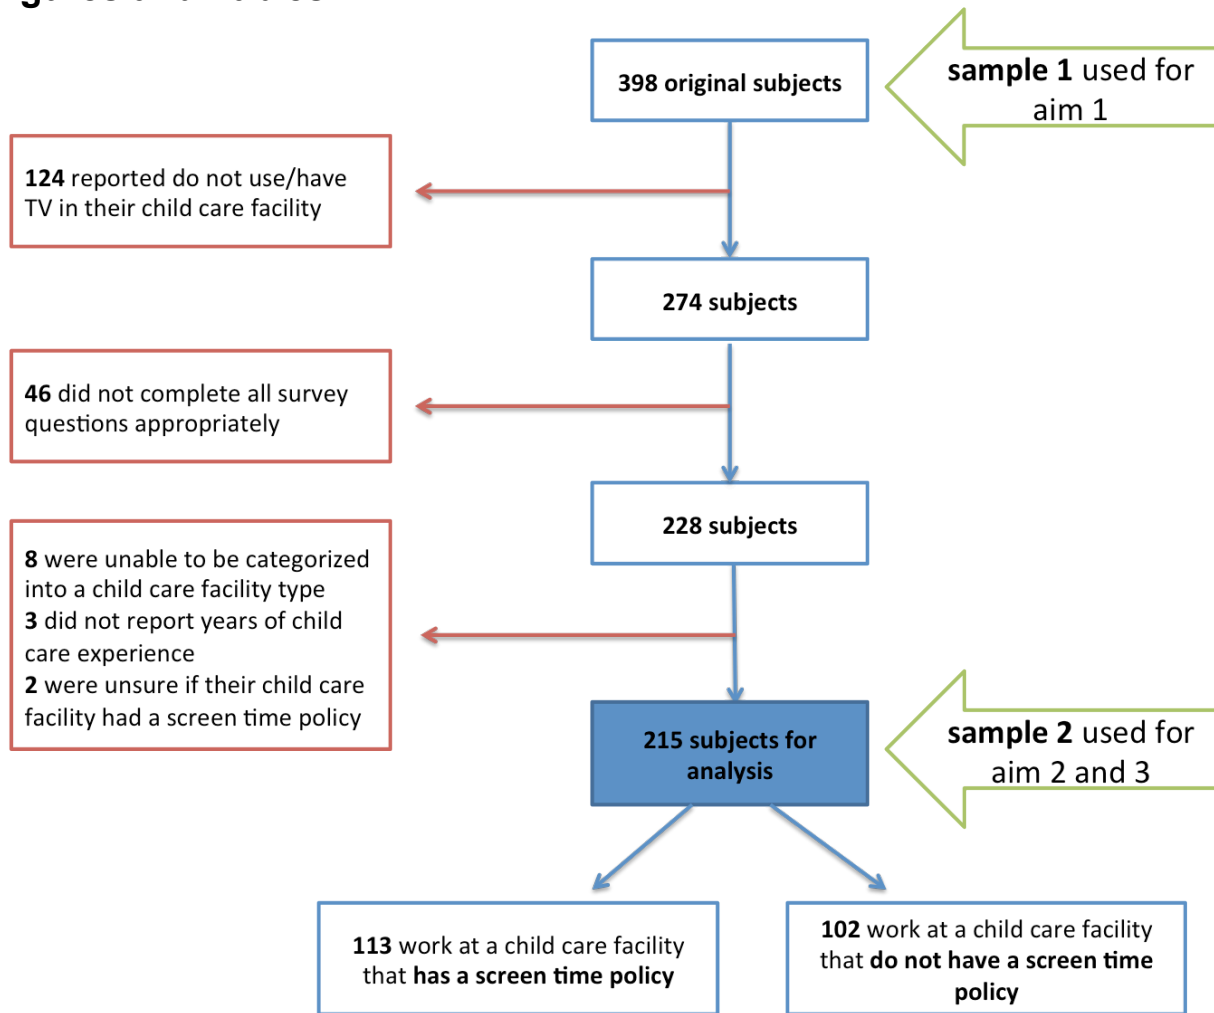 398 original subjects
sample 1 used for
aim 1
124 reported do not use/have
TV in their child care facility
274 subjects
46 did not complete all survey
questions appropriately
228 subjects
8 were unable to be categorized
into a child care facility type
3 did not report years of child
care experience
2 were unsure if their child care
facility had a screen time policy
215 subjects for
analysis
sample 2 used for
aim 2 and 3
113 work at a child care facility
that has a screen time policy
102 work at a child care facility
that do not have a screen time
policy